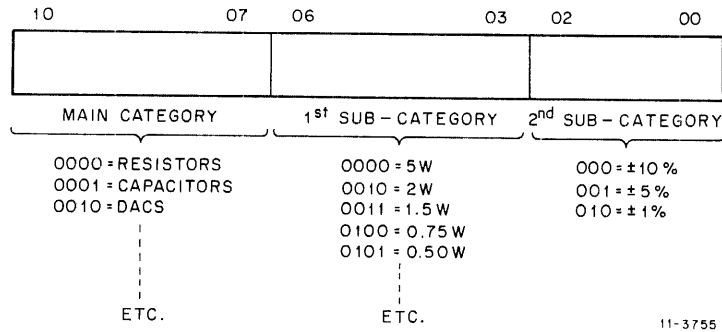 10 07 06 03 02 00
MAIN CATEGORY 1st SUB-CATEGORY 2nd SUB-CATEGORY
0000 = RESISTORS 0000 = 5W 000 = ±10%
0001 = CAPACITORS 0010 = 2W 001 = ±5%
0010 = DACS 0011 = 1.5W 010 = ±1%
0100 = 0.75W
0101 = 0.50W
ETC. ETC.
11-3755